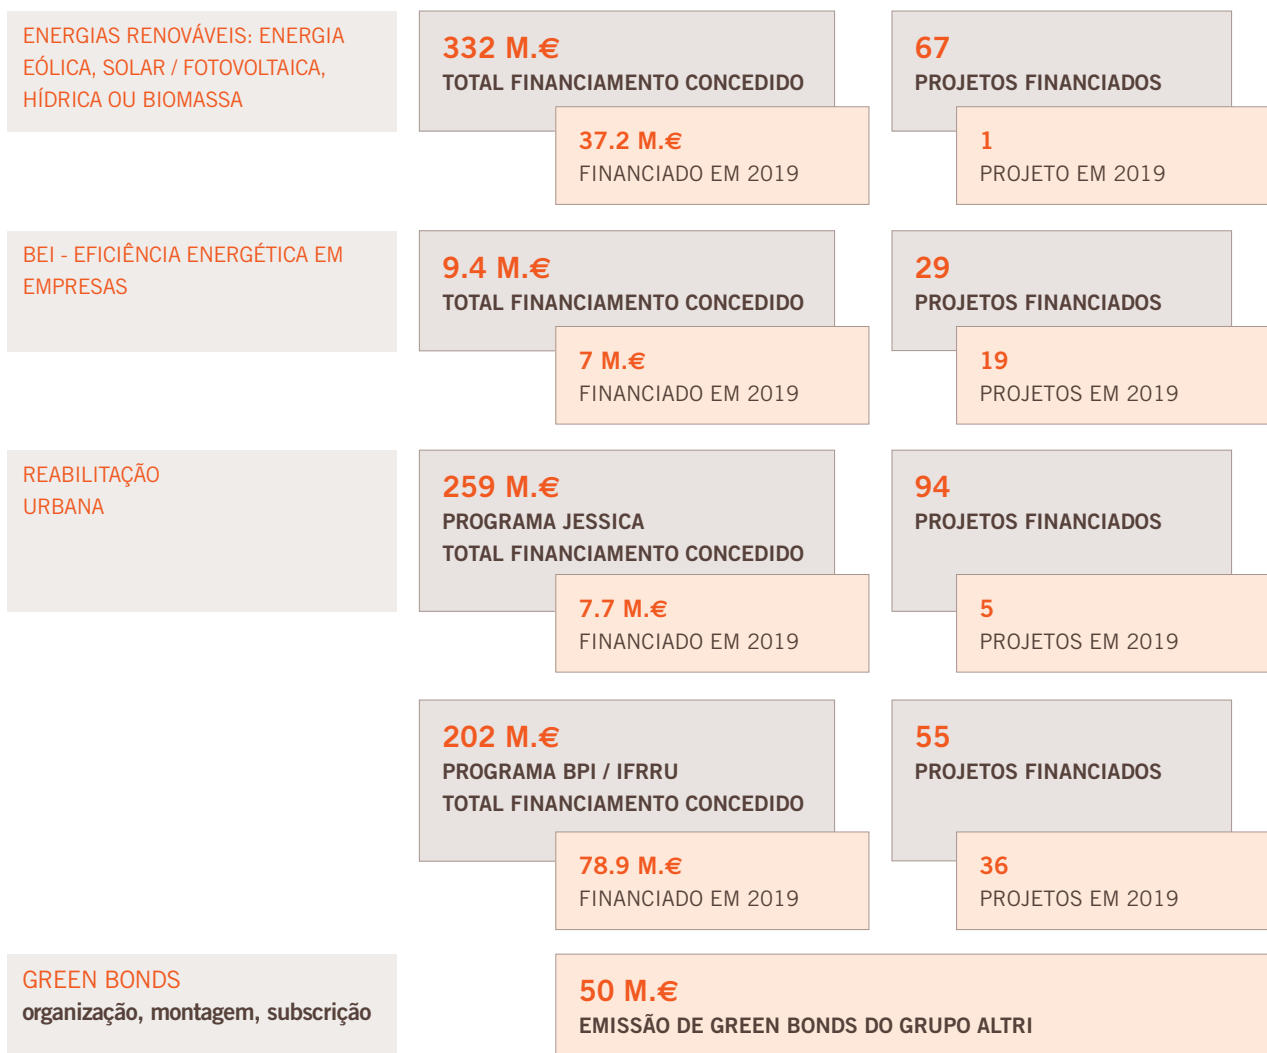 ENERGIAS RENOVÁVEIS: ENERGIA
EÓLICA, SOLAR / FOTOVOLTAICA,
HÍDRICA OU BIOMASSA
332 M.€
TOTAL FINANCIAMENTO CONCEDIDO
67
PROJETOS FINANCIADOS
37.2 M.€
FINANCIADO EM 2019
1
PROJETO EM 2019
BEI - EFICIÊNCIA ENERGÉTICA EM
EMPRESAS
9.4 M.€
TOTAL FINANCIAMENTO CONCEDIDO
29
PROJETOS FINANCIADOS
7 M.€
FINANCIADO EM 2019
19
PROJETOS EM 2019
REABILITAÇÃO
URBANA
259 M.€
PROGRAMA JESSICA
TOTAL FINANCIAMENTO CONCEDIDO
94
PROJETOS FINANCIADOS
7.7 M.€
FINANCIADO EM 2019
5
PROJETOS EM 2019
202 M.€
PROGRAMA BPI / IFRRU
TOTAL FINANCIAMENTO CONCEDIDO
55
PROJETOS FINANCIADOS
78.9 M.€
FINANCIADO EM 2019
36
PROJETOS EM 2019
GREEN BONDS
organização, montagem, subscrição
50 M.€
EMISSÃO DE GREEN BONDS DO GRUPO ALTRI